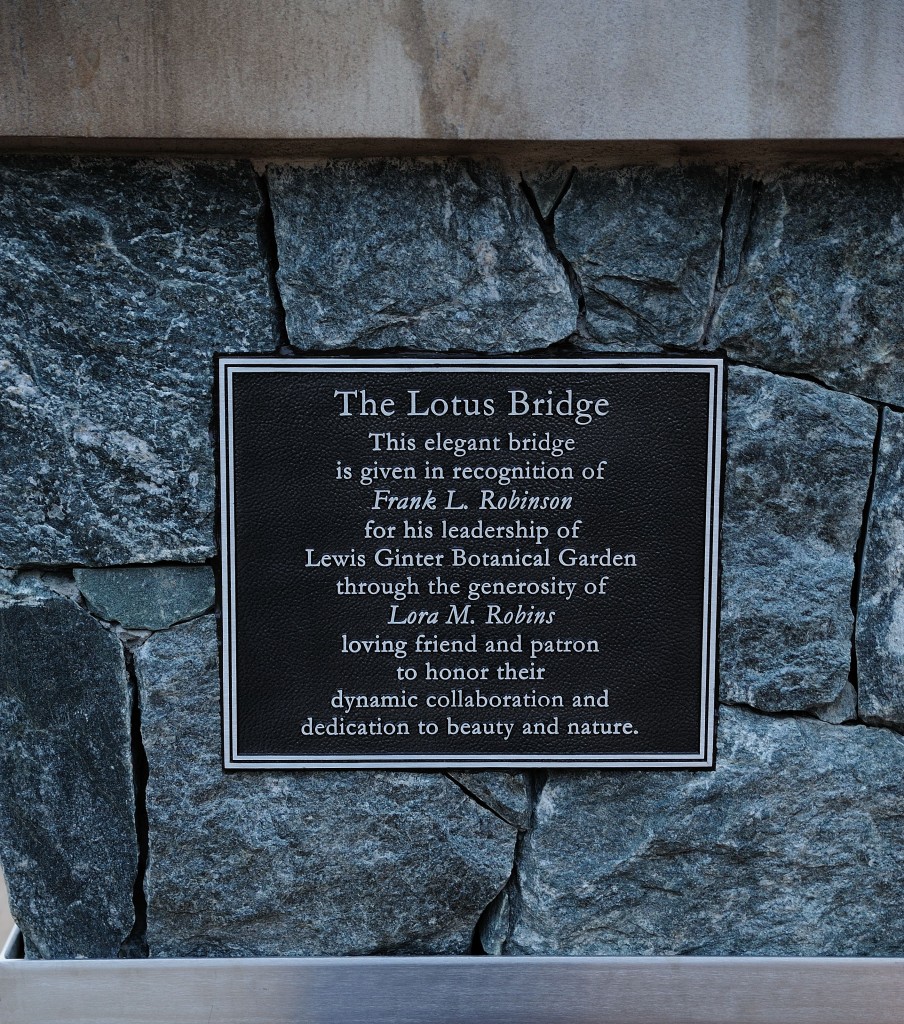 The Lotus Bridge
This elegant bridge
is given in recognition of
Frank L. Robinson
for his leadership of
Lewis Ginter Botanical Garden
through the generosity of
Lora M. Robins
loving friend and patron
to honor their
dynamic collaboration and
dedication to beauty and nature.